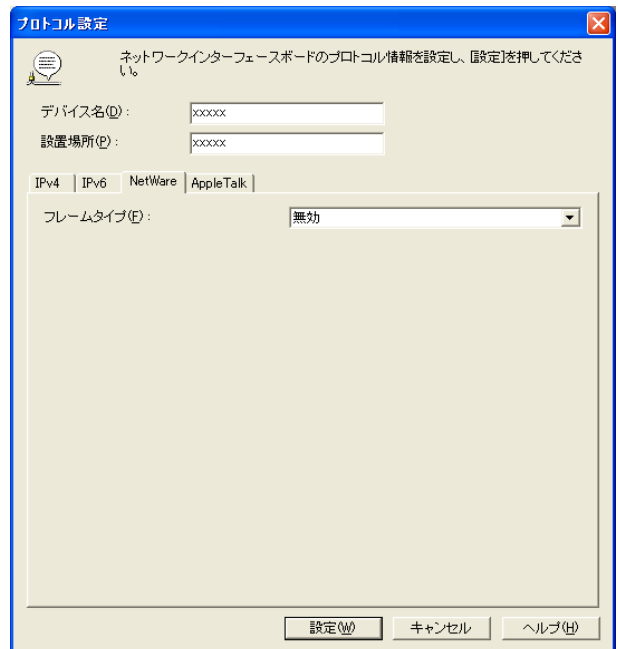 プロトコル設定
ネットワークインターフェースボードのプロトコル情報を設定し、[設定]を押してくださ
い。
デバイス名(D):
xxxxx
設置場所(P):
xxxxx
IPv4 IPv6 NetWare AppleTalk
フレームタイプ(F):
無効
設定(W) キャンセル ヘルプ(H)